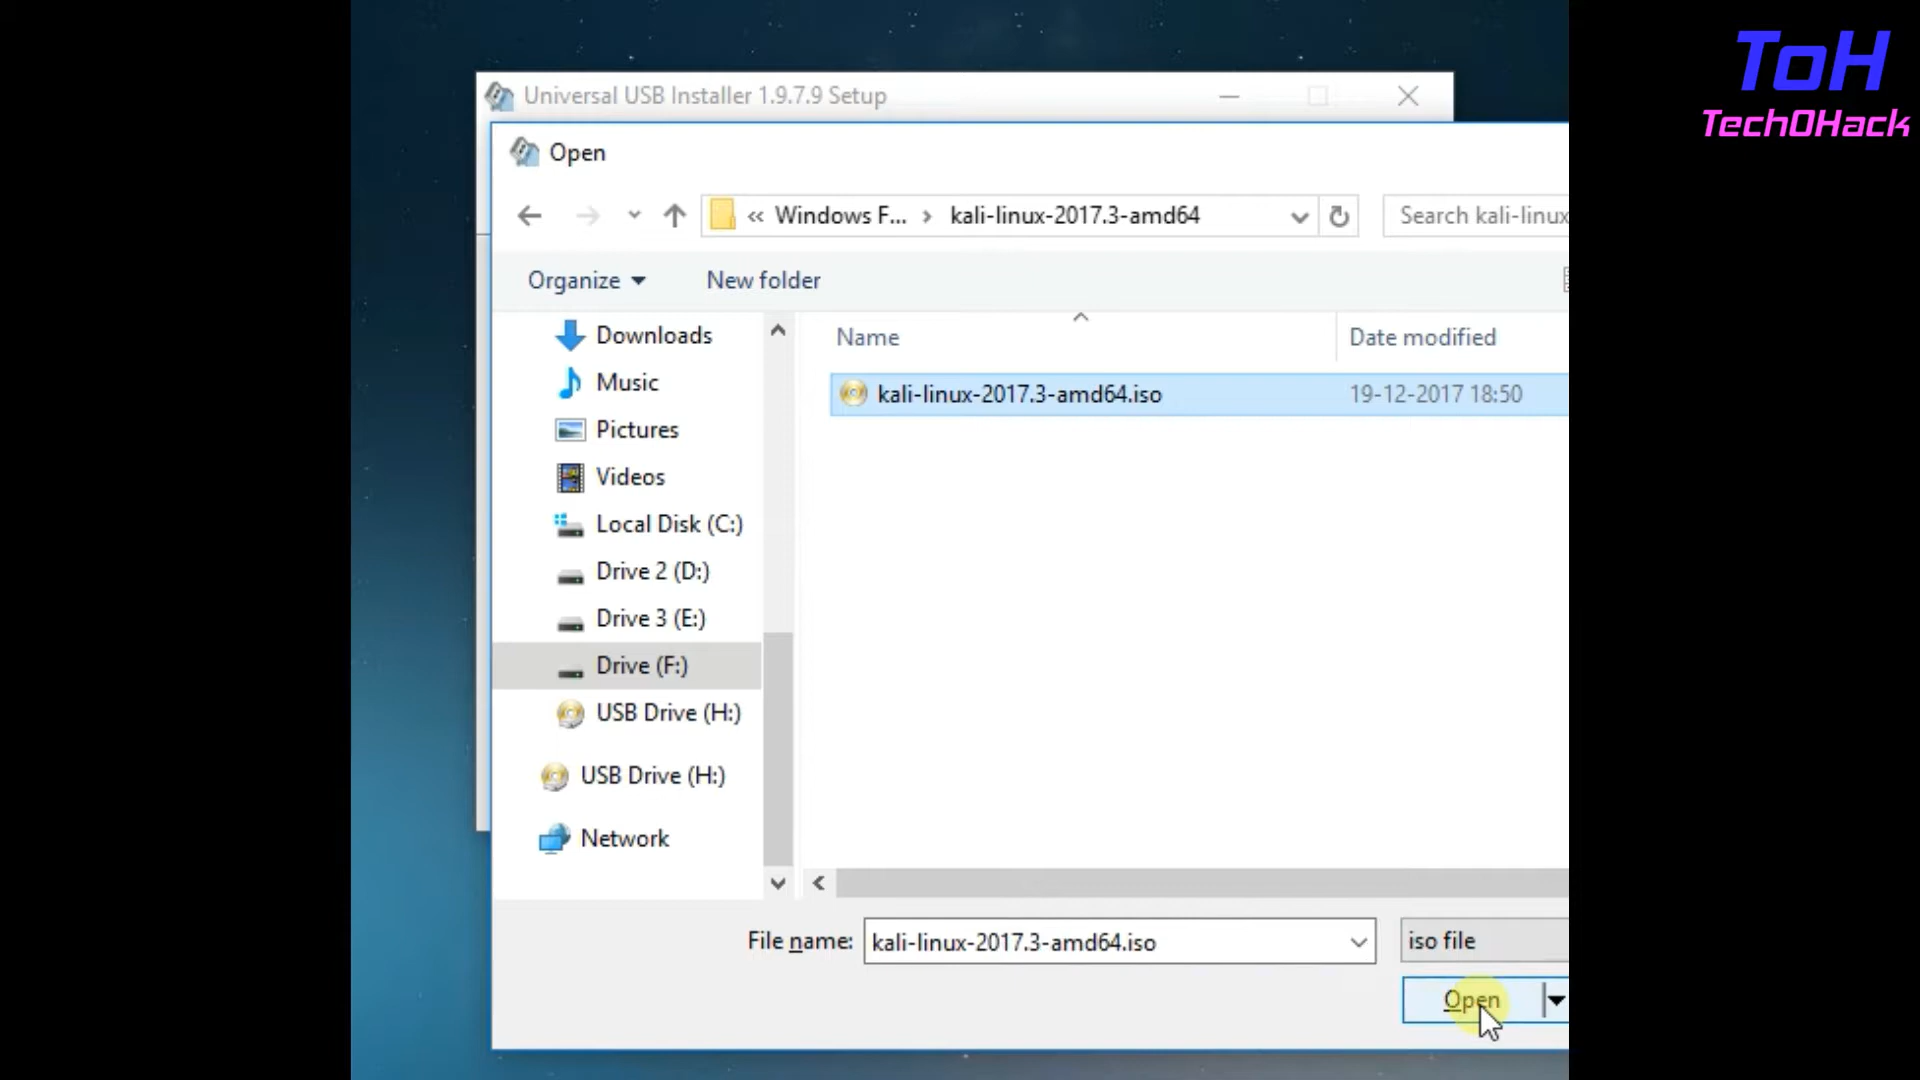 ToH
TechOHack
Universal USB Installer 1.9.7.9 Setup
Open
« Windows F... › kali-linux-2017.3-amd64
Search kali-linux
Organize
New folder
Name
Date modified
Downloads
Music
Pictures
Videos
Local Disk (C:)
Drive 2 (D:)
Drive 3 (E:)
Drive (F:)
USB Drive (H:)
USB Drive (H:)
Network
kali-linux-2017.3-amd64.iso
19-12-2017 18:50
File name:
kali-linux-2017.3-amd64.iso
iso file
Open